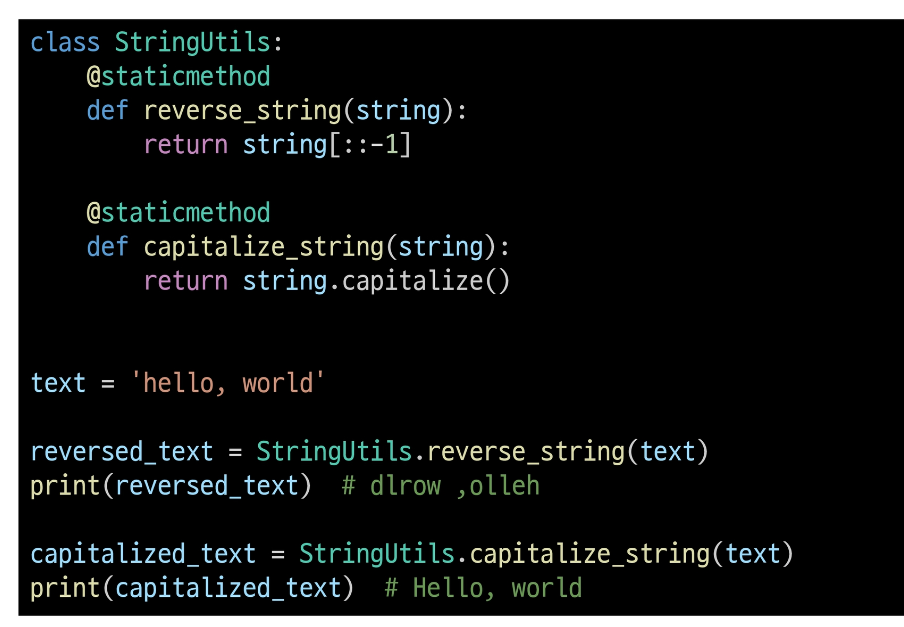 class StringUtils:
    @staticmethod
    def reverse_string(string):
        return string[::-1]

    @staticmethod
    def capitalize_string(string):
        return string.capitalize()


text = 'hello, world'

reversed_text = StringUtils.reverse_string(text)
print(reversed_text)  # dlrow ,olleh

capitalized_text = StringUtils.capitalize_string(text)
print(capitalized_text)  # Hello, world